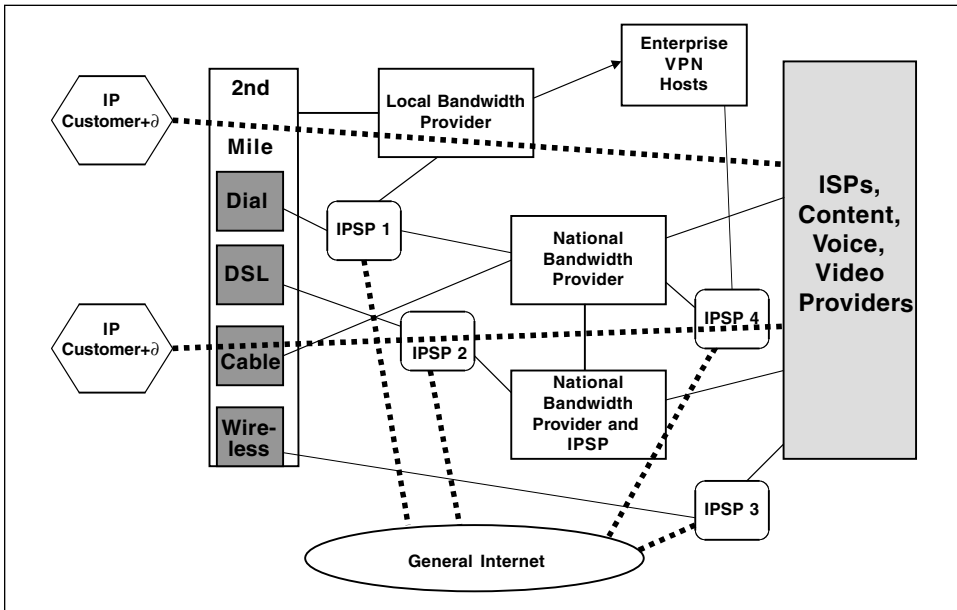 IP
Customer+∂
IP
Customer+∂
2nd
Mile
Dial
DSL
Cable
Wire-
less
Local Bandwidth
Provider
Enterprise
VPN
Hosts
IPSP 1
IPSP 2
National
Bandwidth
Provider
National
Bandwidth
Provider and
IPSP
IPSP 4
IPSP 3
ISPs,
Content,
Voice,
Video
Providers
General Internet